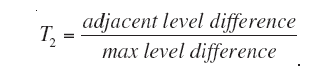 T₂ = adjacent level difference / max level difference .